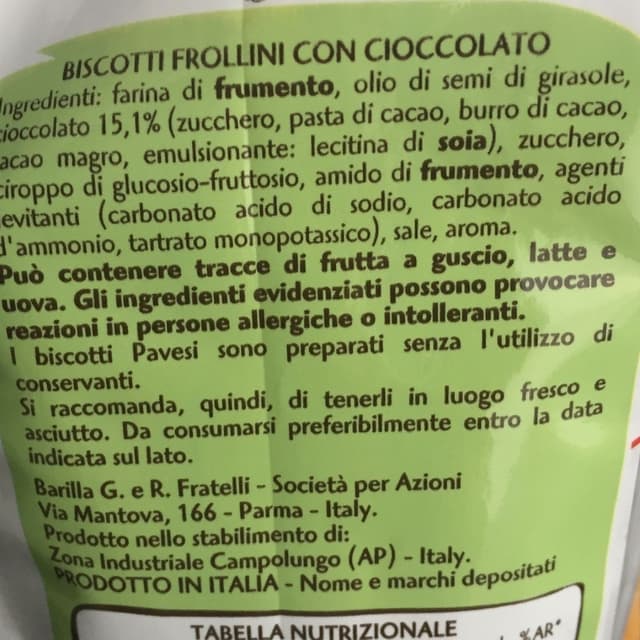 BISCOTTI FROLLINI CON CIOCCOLATO
Ingredienti: farina di frumento, olio di semi di girasole,
cioccolato 15,1% (zucchero, pasta di cacao, burro di cacao,
cacao magro, emulsionante: lecitina di soia), zucchero,
sciroppo di glucosio-fruttosio, amido di frumento, agenti
levitanti (carbonato acido di sodio, carbonato acido
d'ammonio, tartrato monopotassico), sale, aroma.
Può contenere tracce di frutta a guscio, latte e
uova. Gli ingredienti evidenziati possono provocare
reazioni in persone allergiche o intolleranti.
I biscotti Pavesi sono preparati senza l'utilizzo di
conservanti.
Si raccomanda, quindi, di tenerli in luogo fresco e
asciutto. Da consumarsi preferibilmente entro la data
indicata sul lato.
Barilla G. e R. Fratelli - Società per Azioni
Via Mantova, 166 - Parma - Italy.
Prodotto nello stabilimento di:
Zona Industriale Campolungo (AP) - Italy.
PRODOTTO IN ITALIA - Nome e marchi depositati
TABELLA NUTRIZIONALE
%AR*